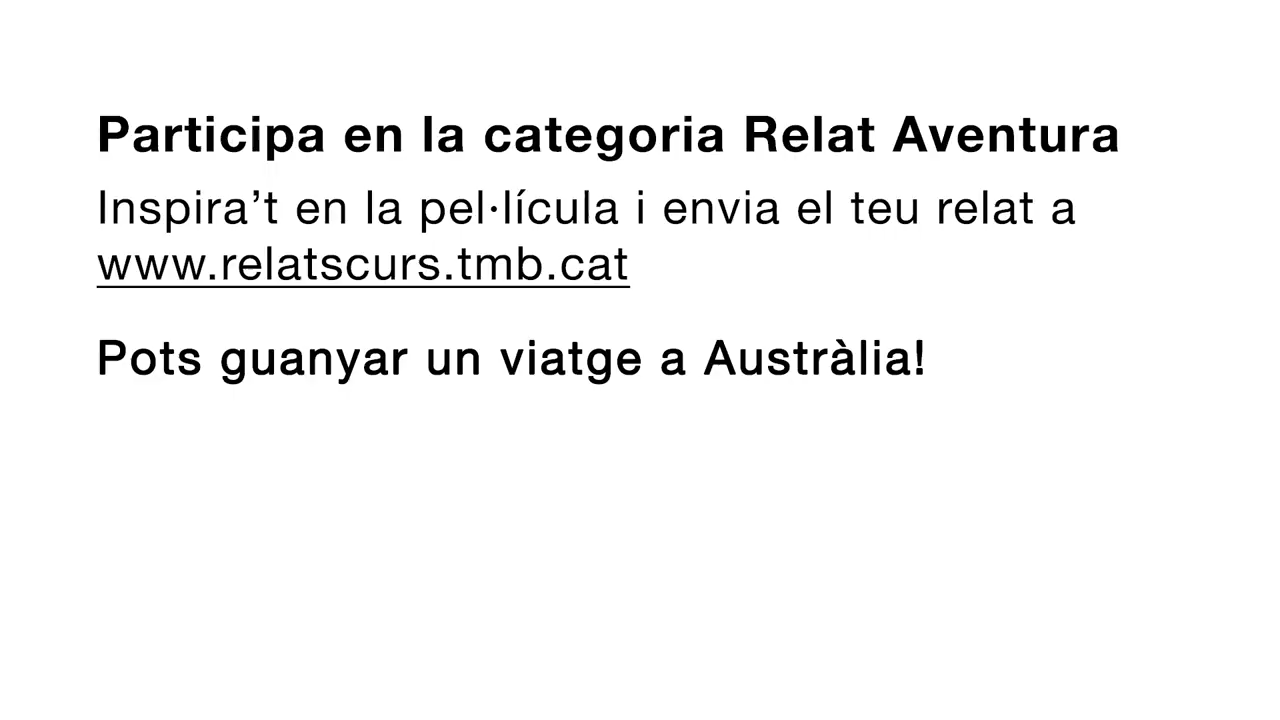 Participa en la categoria Relat Aventura
Inspira’t en la pel·lícula i envia el teu relat a
www.relatscurs.tmb.cat
Pots guanyar un viatge a Austràlia!